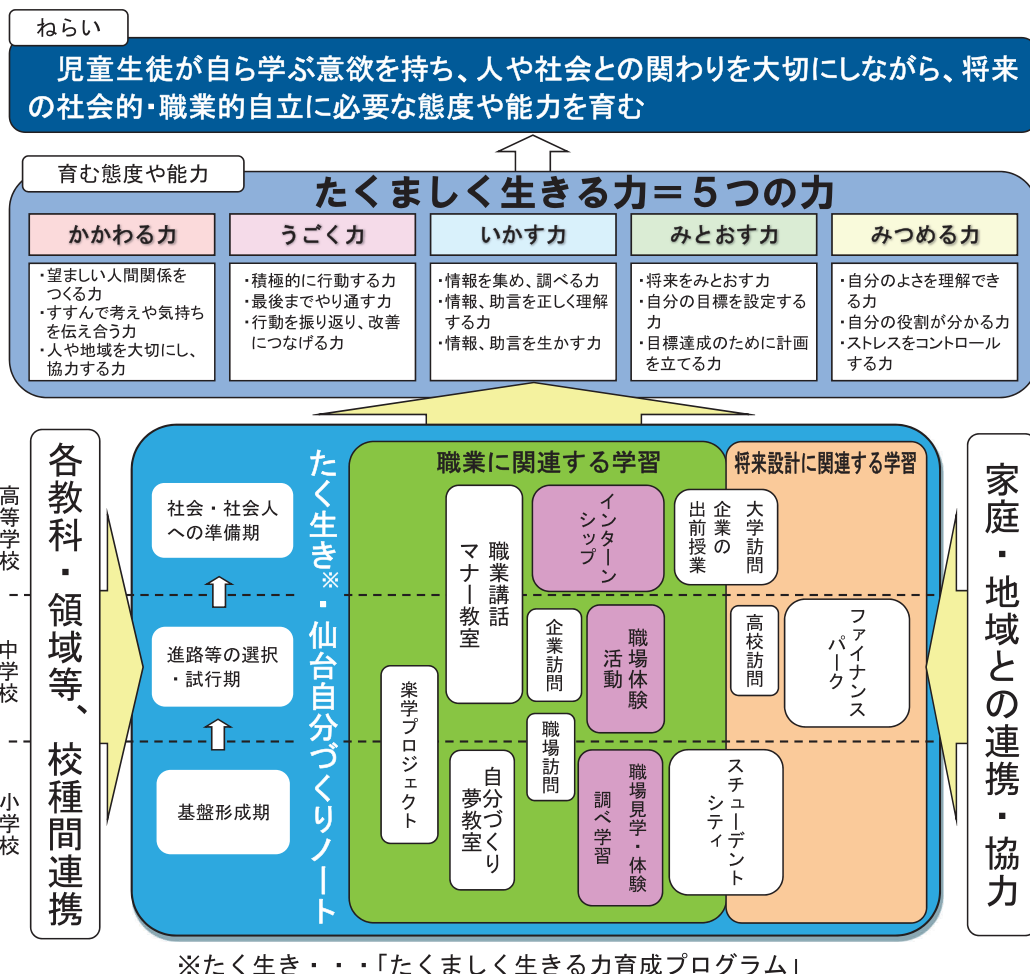 ねらい
児童生徒が自ら学ぶ意欲を持ち、人や社会との関わりを大切にしながら、将来
の社会的・職業的自立に必要な態度や能力を育む
育む態度や能力
たくましく生きる力＝５つの力
かかわる力
・望ましい人間関係を
つくる力
・すすんで考えや気持ち
を伝え合う力
・人や地域を大切にし、
協力する力
うごく力
・積極的に行動する力
・最後までやり通す力
・行動を振り返り、改善
につなげる力
いかす力
・情報を集め、調べる力
・情報、助言を正しく理解
する力
・情報、助言を生かす力
みとおす力
・将来をみとおす力
・自分の目標を設定する
力
・目標達成のために計画
を立てる力
みつめる力
・自分のよさを理解でき
る力
・自分の役割が分かる力
・ストレスをコントロール
する力
高等学校
中学校
小学校
各教科・領域等、校種間連携
社会・社会人
への準備期
進路等の選択
・試行期
基盤形成期
たく生き※・仙台自分づくりノート
職業に関連する学習
将来設計に関連する学習
職業講話
マナー教室
インターン
シップ
大学訪問
企業の
出前授業
企業訪問
職場体験
活動
高校訪問
ファイナンス
パーク
楽学プロジェクト
職場訪問
自分づくり
夢教室
職場見学・体験
調べ学習
スチューデント
シティ
家庭・地域との連携・協力
※たく生き・・・「たくましく生きる力育成プログラム」